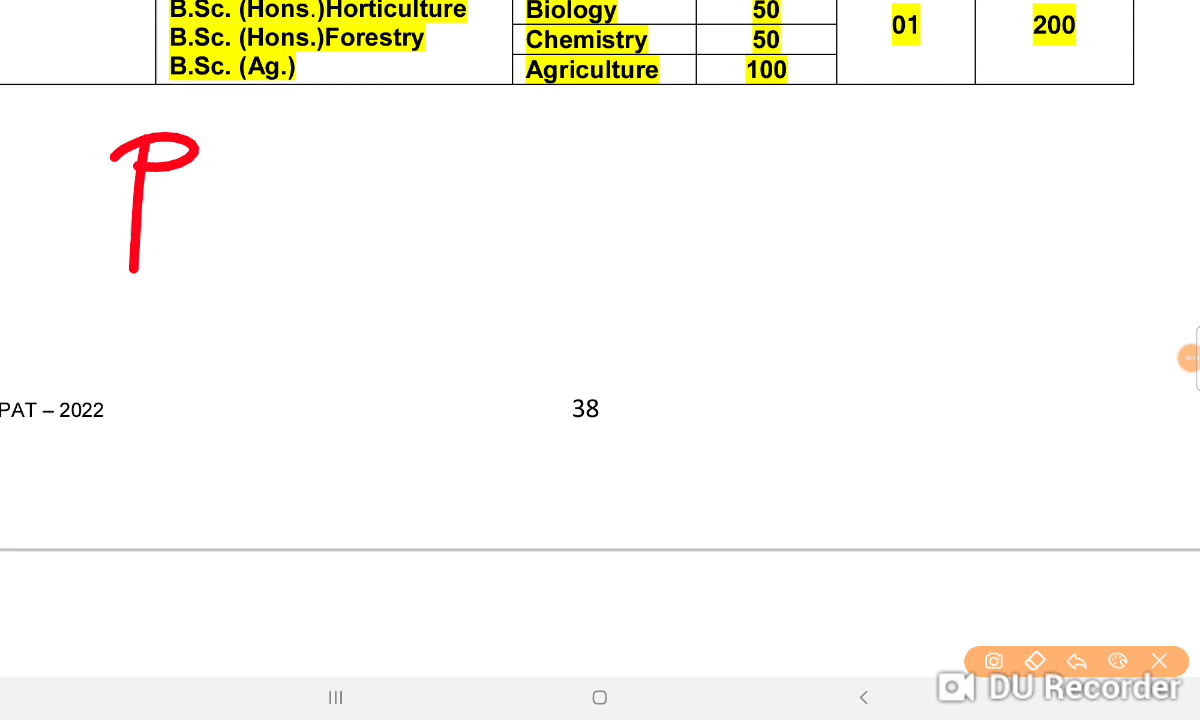 B.Sc. (Hons.)Horticulture
B.Sc. (Hons.)Forestry
B.Sc. (Ag.)
Biology 50
Chemistry 50
Agriculture 100
01
200
P
PAT – 2022
38
DU Recorder